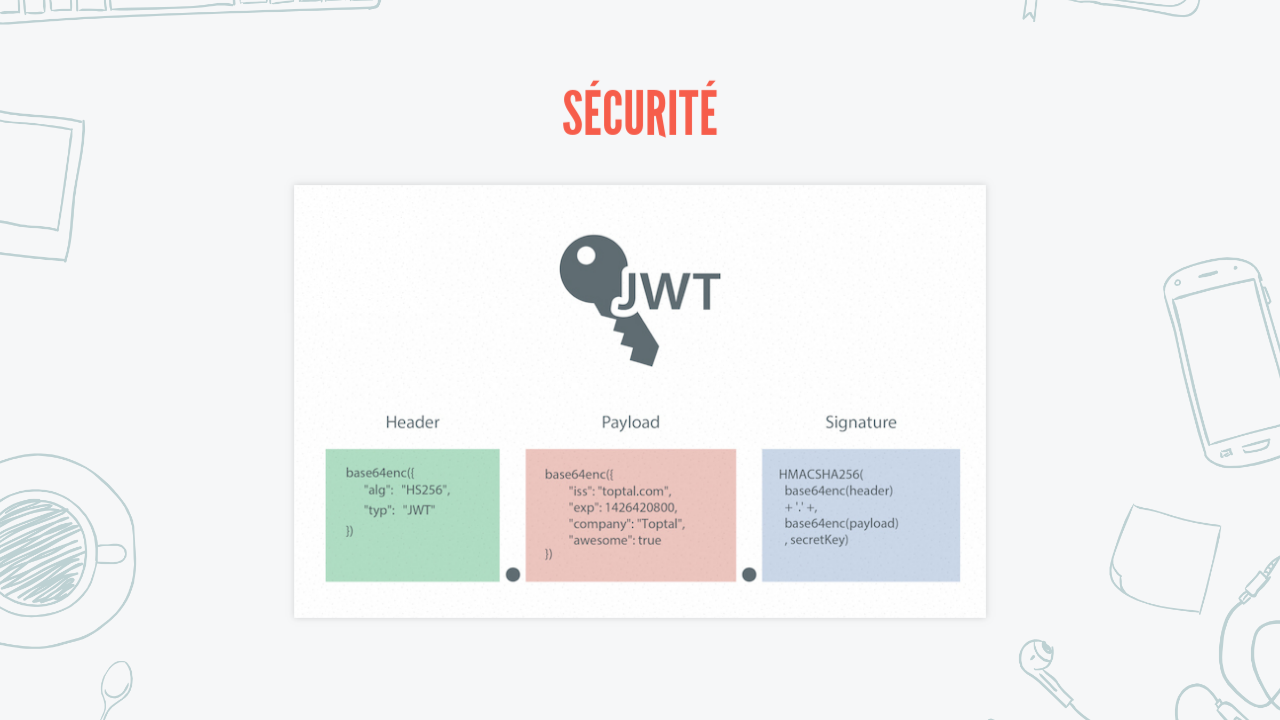 SÉCURITÉ
JWT
Header
Payload
Signature
base64enc({
"alg": "HS256",
"typ": "JWT"
})
base64enc({
"iss": "toptal.com",
"exp": 1426420800,
"company": "Toptal",
"awesome": true
})
HMACSHA256(
base64enc(header)
+ '.' +,
base64enc(payload)
, secretKey)